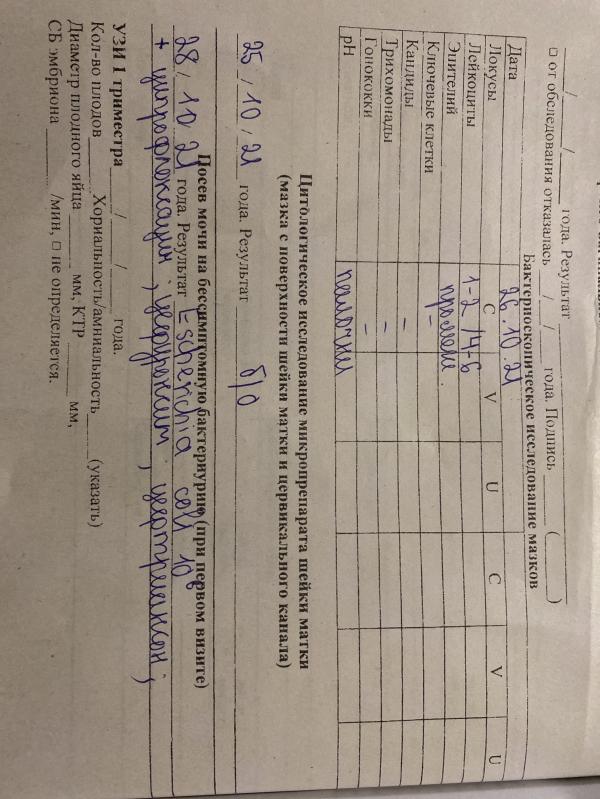 / / года. Результат
□ от обследования отказалась / / года. Подпись ( )
Бактериоскопическое исследование мазков
Дата 26.10.21
Локусы C V U C V U
Лейкоциты 1-2 / 4-6
Эпителий
Ключевые клетки –
Кандиды –
Трихомонады –
Гонококки –
pH палочки
Цитологическое исследование микропрепарата шейки матки
(мазка с поверхности шейки матки и цервикального канала)
25 / 10 / 21 года. Результат б/о
Посев мочи на бессимптомную бактериурию (при первом визите)
28 / 10 / 21 года. Результат Escherichia coli 10⁶
+ ципрофлоксацин; цефуроксим; цефтриаксон;
УЗИ I триместра / / года.
Кол-во плодов Хориальность/амниальность (указать)
Диаметр плодного яйца мм, КТР мм,
СБ эмбриона /мин, □ не определяется.